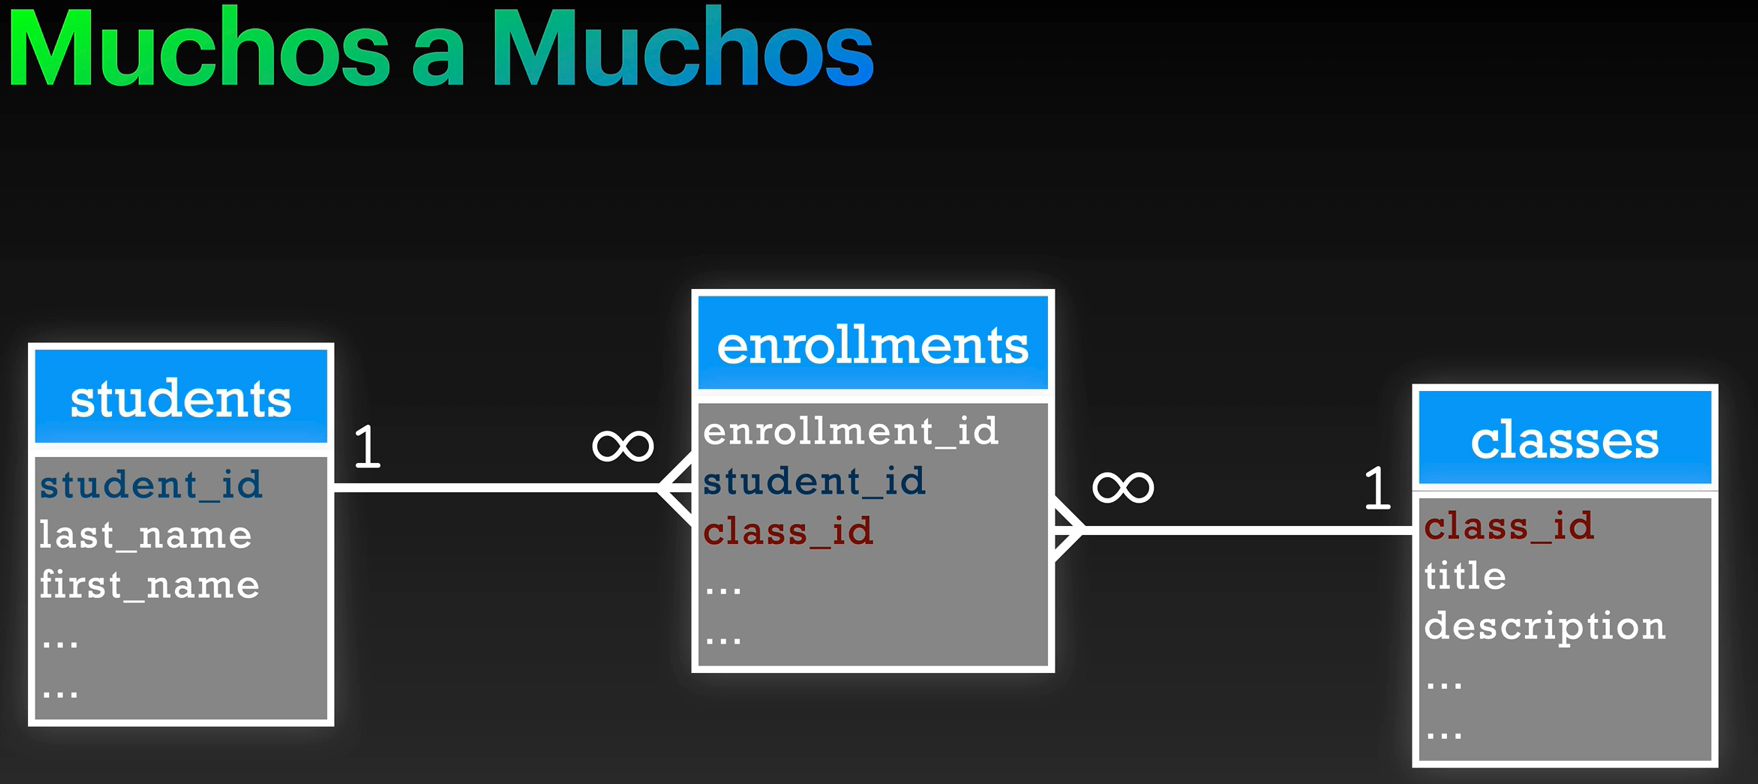 Muchos a Muchos
students
student_id
last_name
first_name
...
...
1
∞
enrollments
enrollment_id
student_id
class_id
...
...
∞
1
classes
class_id
title
description
...
...